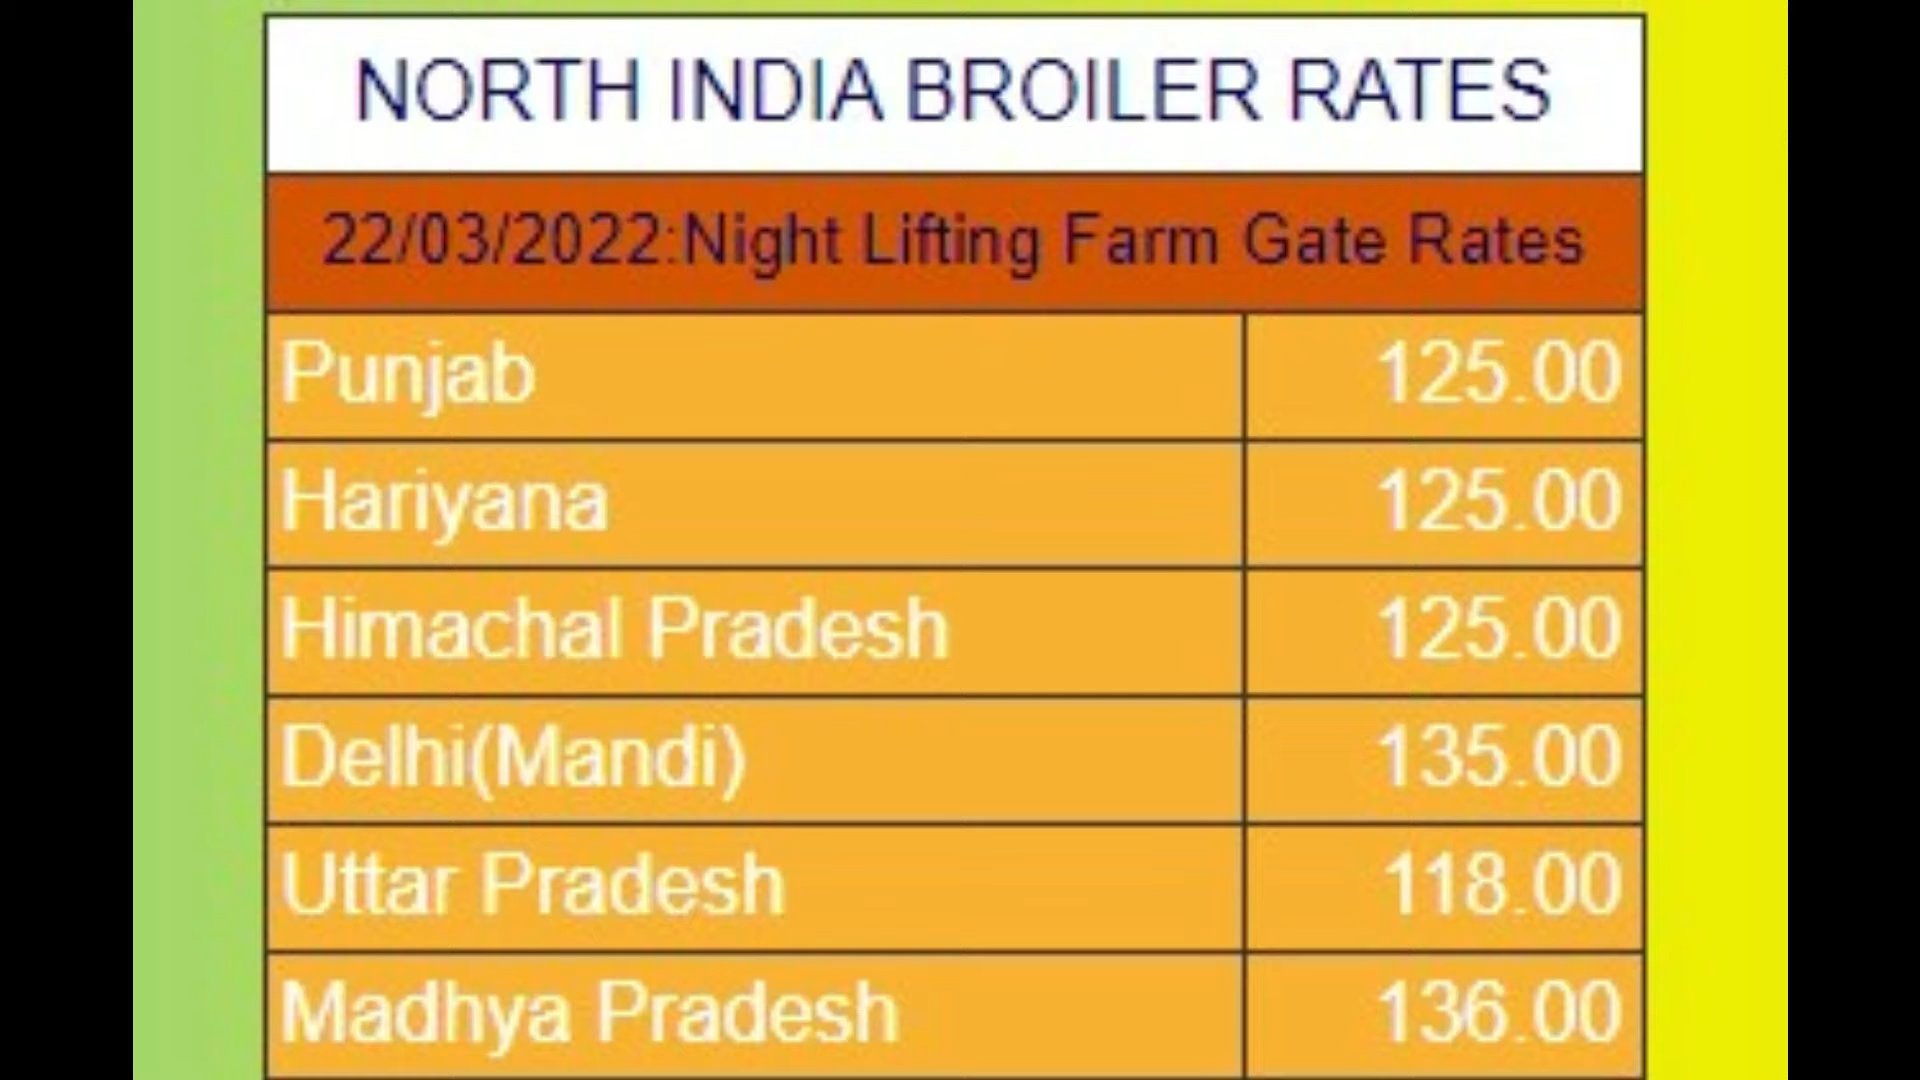 NORTH INDIA BROILER RATES
22/03/2022:Night Lifting Farm Gate Rates
Punjab 125.00
Hariyana 125.00
Himachal Pradesh 125.00
Delhi(Mandi) 135.00
Uttar Pradesh 118.00
Madhya Pradesh 136.00